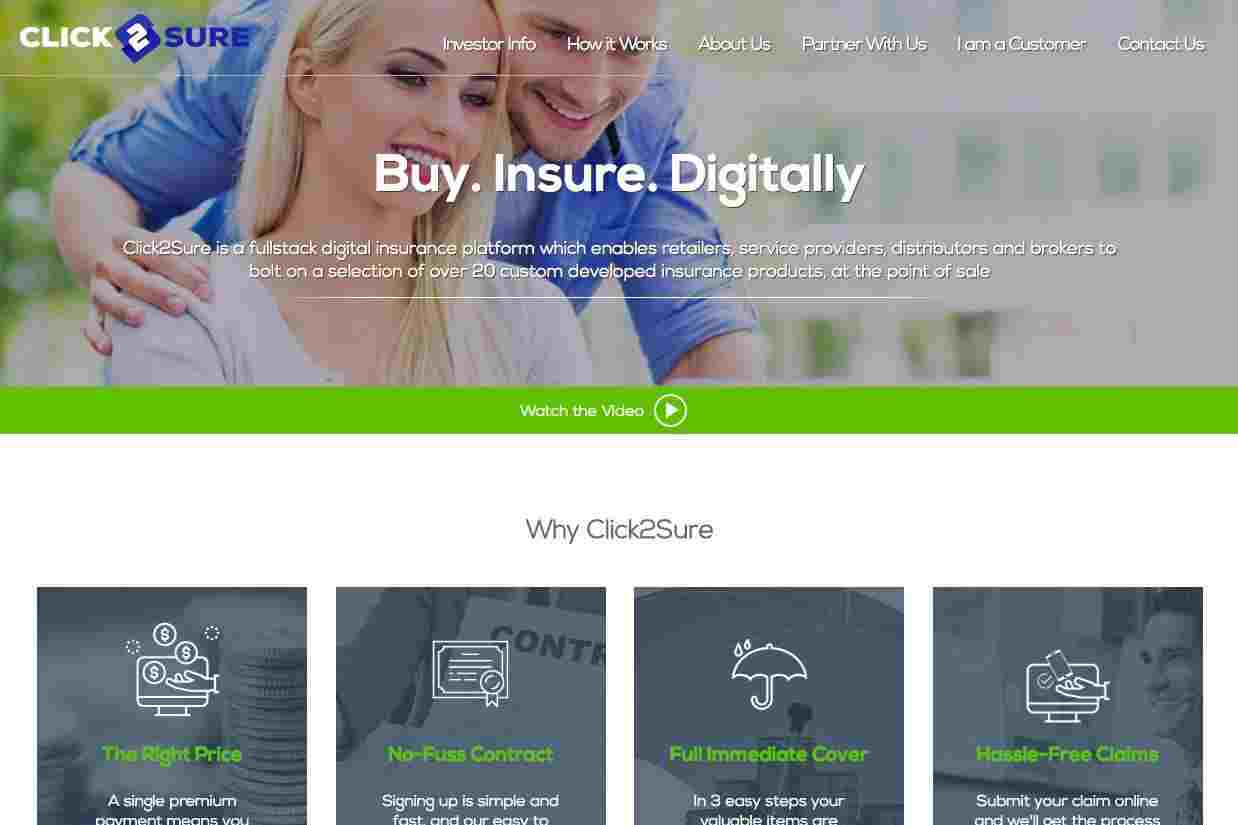 CLICK 2 SURE
Investor Info How it Works About Us Partner With Us I am a Customer Contact Us
Buy. Insure. Digitally
Click2Sure is a fullstack digital insurance platform which enables retailers, service providers, distributors and brokers to
bolt on a selection of over 20 custom developed insurance products, at the point of sale
Watch the Video
Why Click2Sure
CONTR
The Right Price
No-Fuss Contract
Full Immediate Cover
Hassle-Free Claims
A single premium
payment means you
Signing up is simple and
fast, and our easy to
In 3 easy steps your
valuable items are
Submit your claim online
and we'll get the process